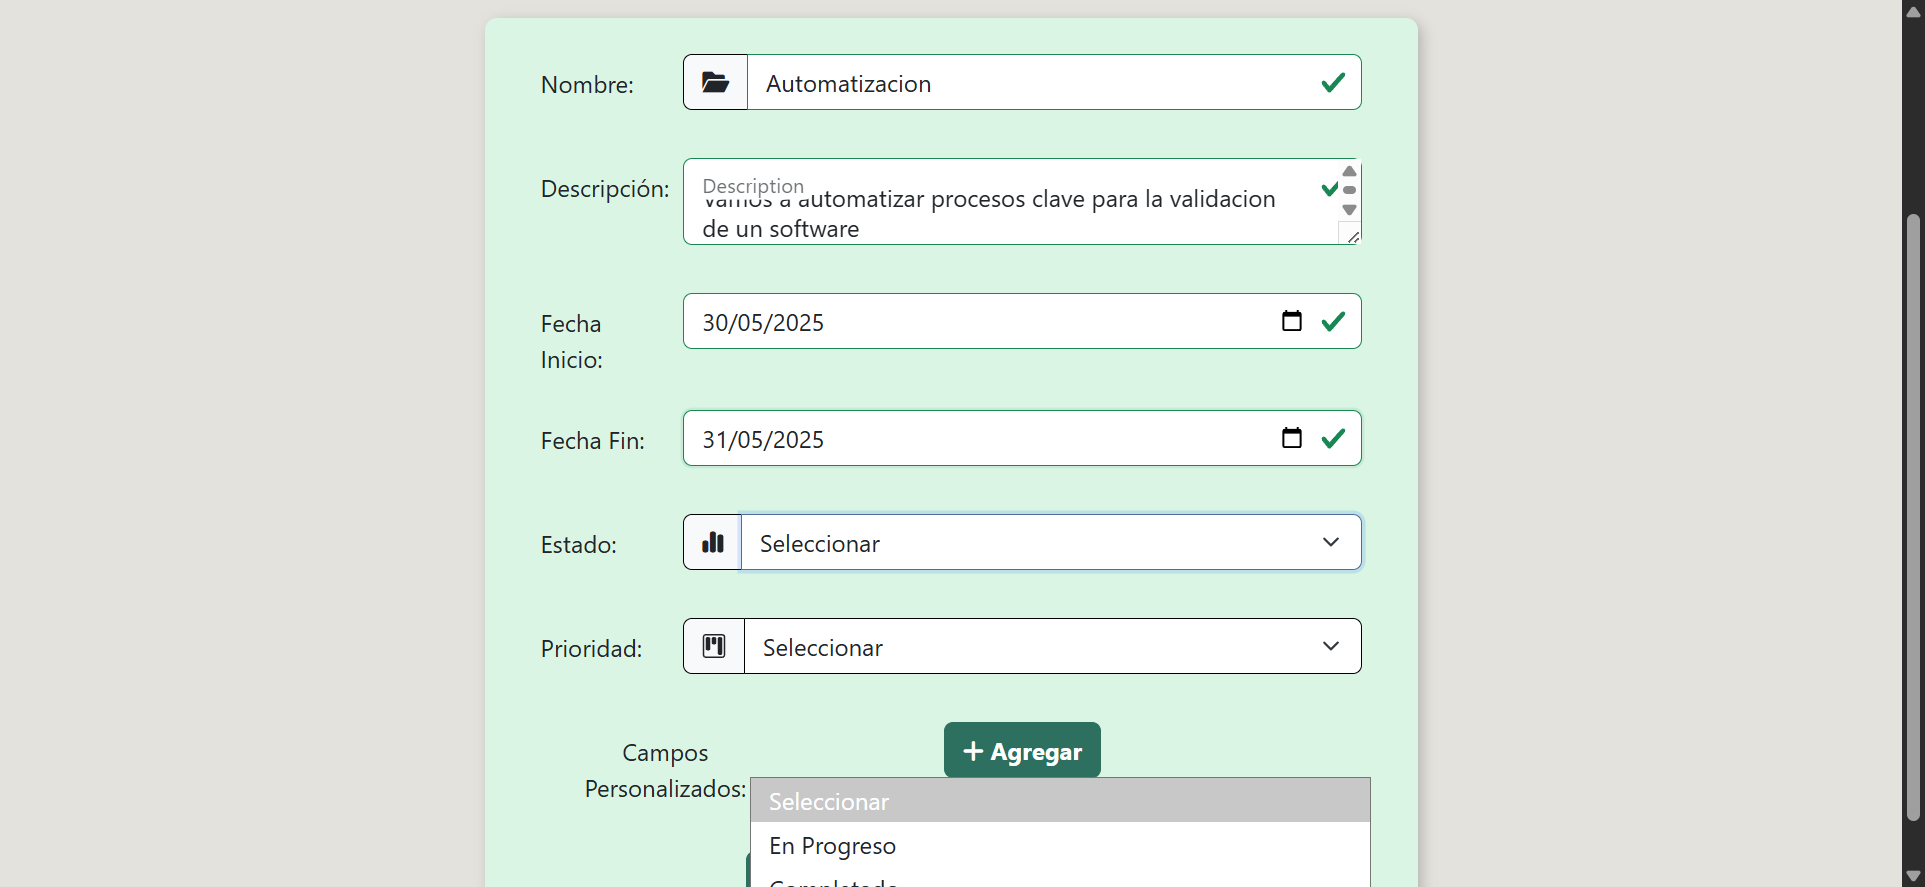 Nombre:
Automatizacion
Descripción:
Description
Vamos a automatizar procesos clave para la validacion
de un software
Fecha
Inicio:
30/05/2025
Fecha Fin:
31/05/2025
Estado:
Seleccionar
Prioridad:
Seleccionar
Campos
Personalizados:
+ Agregar
Seleccionar
En Progreso